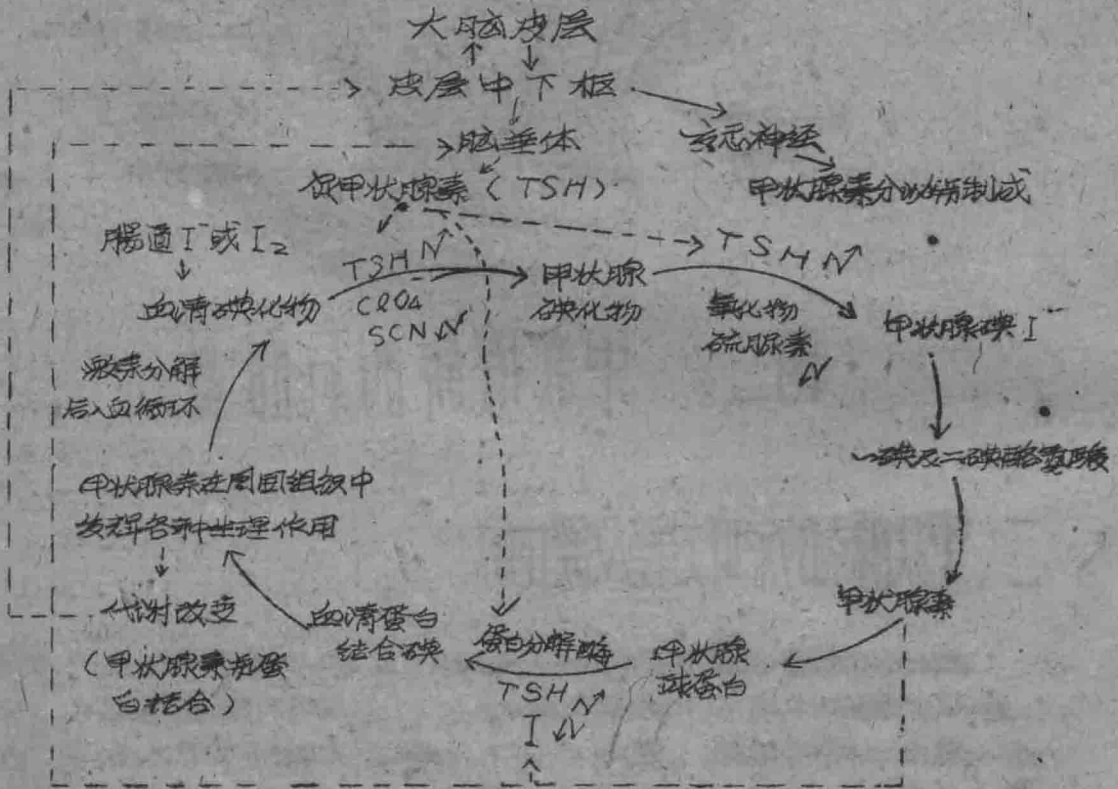 大脑皮层
皮层中下枢
脑垂体
交感神经
促甲状腺素（TSH）
甲状腺素分泌
肠道I⁻或I₂
TSH
TSH
血清碘化物
甲状腺
碘化物
ClO4
SCN
氧化物
硫脲素
甲状腺碘I
激素分解
后入血循环
一碘及二碘酪氨酸
甲状腺素在周围组织中
发挥各种生理作用
甲状腺素
代谢改变
血清蛋白
结合碘
蛋白分解酶
甲状腺
球蛋白
（甲状腺素和蛋
白结合）
TSH
I